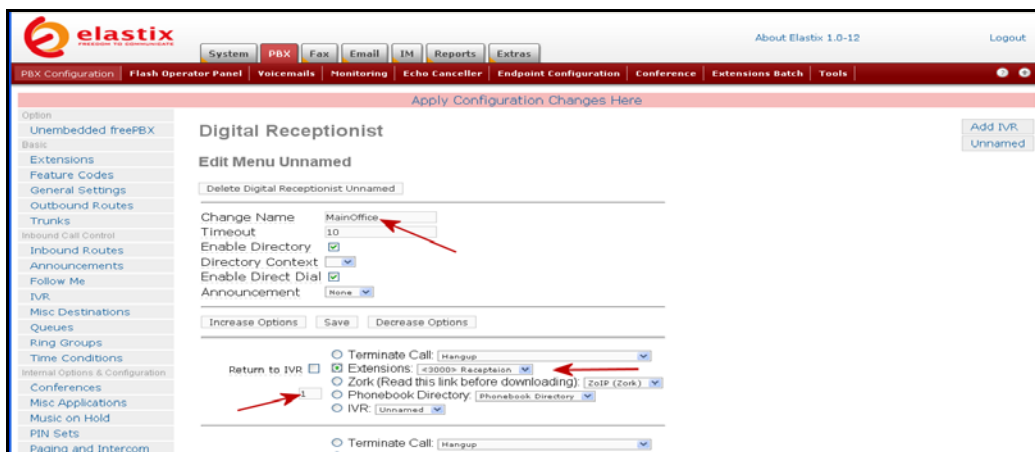 elastix
FREEDOM TO COMMUNICATE
About Elastix 1.0-12
Logout
System PBX Fax Email IM Reports Extras
PBX Configuration Flash Operator Panel Voicemails Monitoring Echo Canceller Endpoint Configuration Conference Extensions Batch Tools
Apply Configuration Changes Here
Option
Unembedded freePBX
Basic
Extensions
Feature Codes
General Settings
Outbound Routes
Trunks
Inbound Call Control
Inbound Routes
Announcements
Follow Me
IVR
Misc Destinations
Queues
Ring Groups
Time Conditions
Internal Options & Configuration
Conferences
Misc Applications
Music on Hold
PIN Sets
Paging and Intercom
Digital Receptionist
Edit Menu Unnamed
Delete Digital Receptionist Unnamed
Change Name MainOffice
Timeout 10
Enable Directory
Directory Context
Enable Direct Dial
Announcement None
Increase Options Save Decrease Options
Terminate Call: Hangup
Return to IVR Extensions: <3000> Recepteion
Zork (Read this link before downloading): ZoIP (Zork)
1 Phonebook Directory: Phonebook Directory
IVR: Unnamed
Terminate Call: Hangup
Add IVR
Unnamed